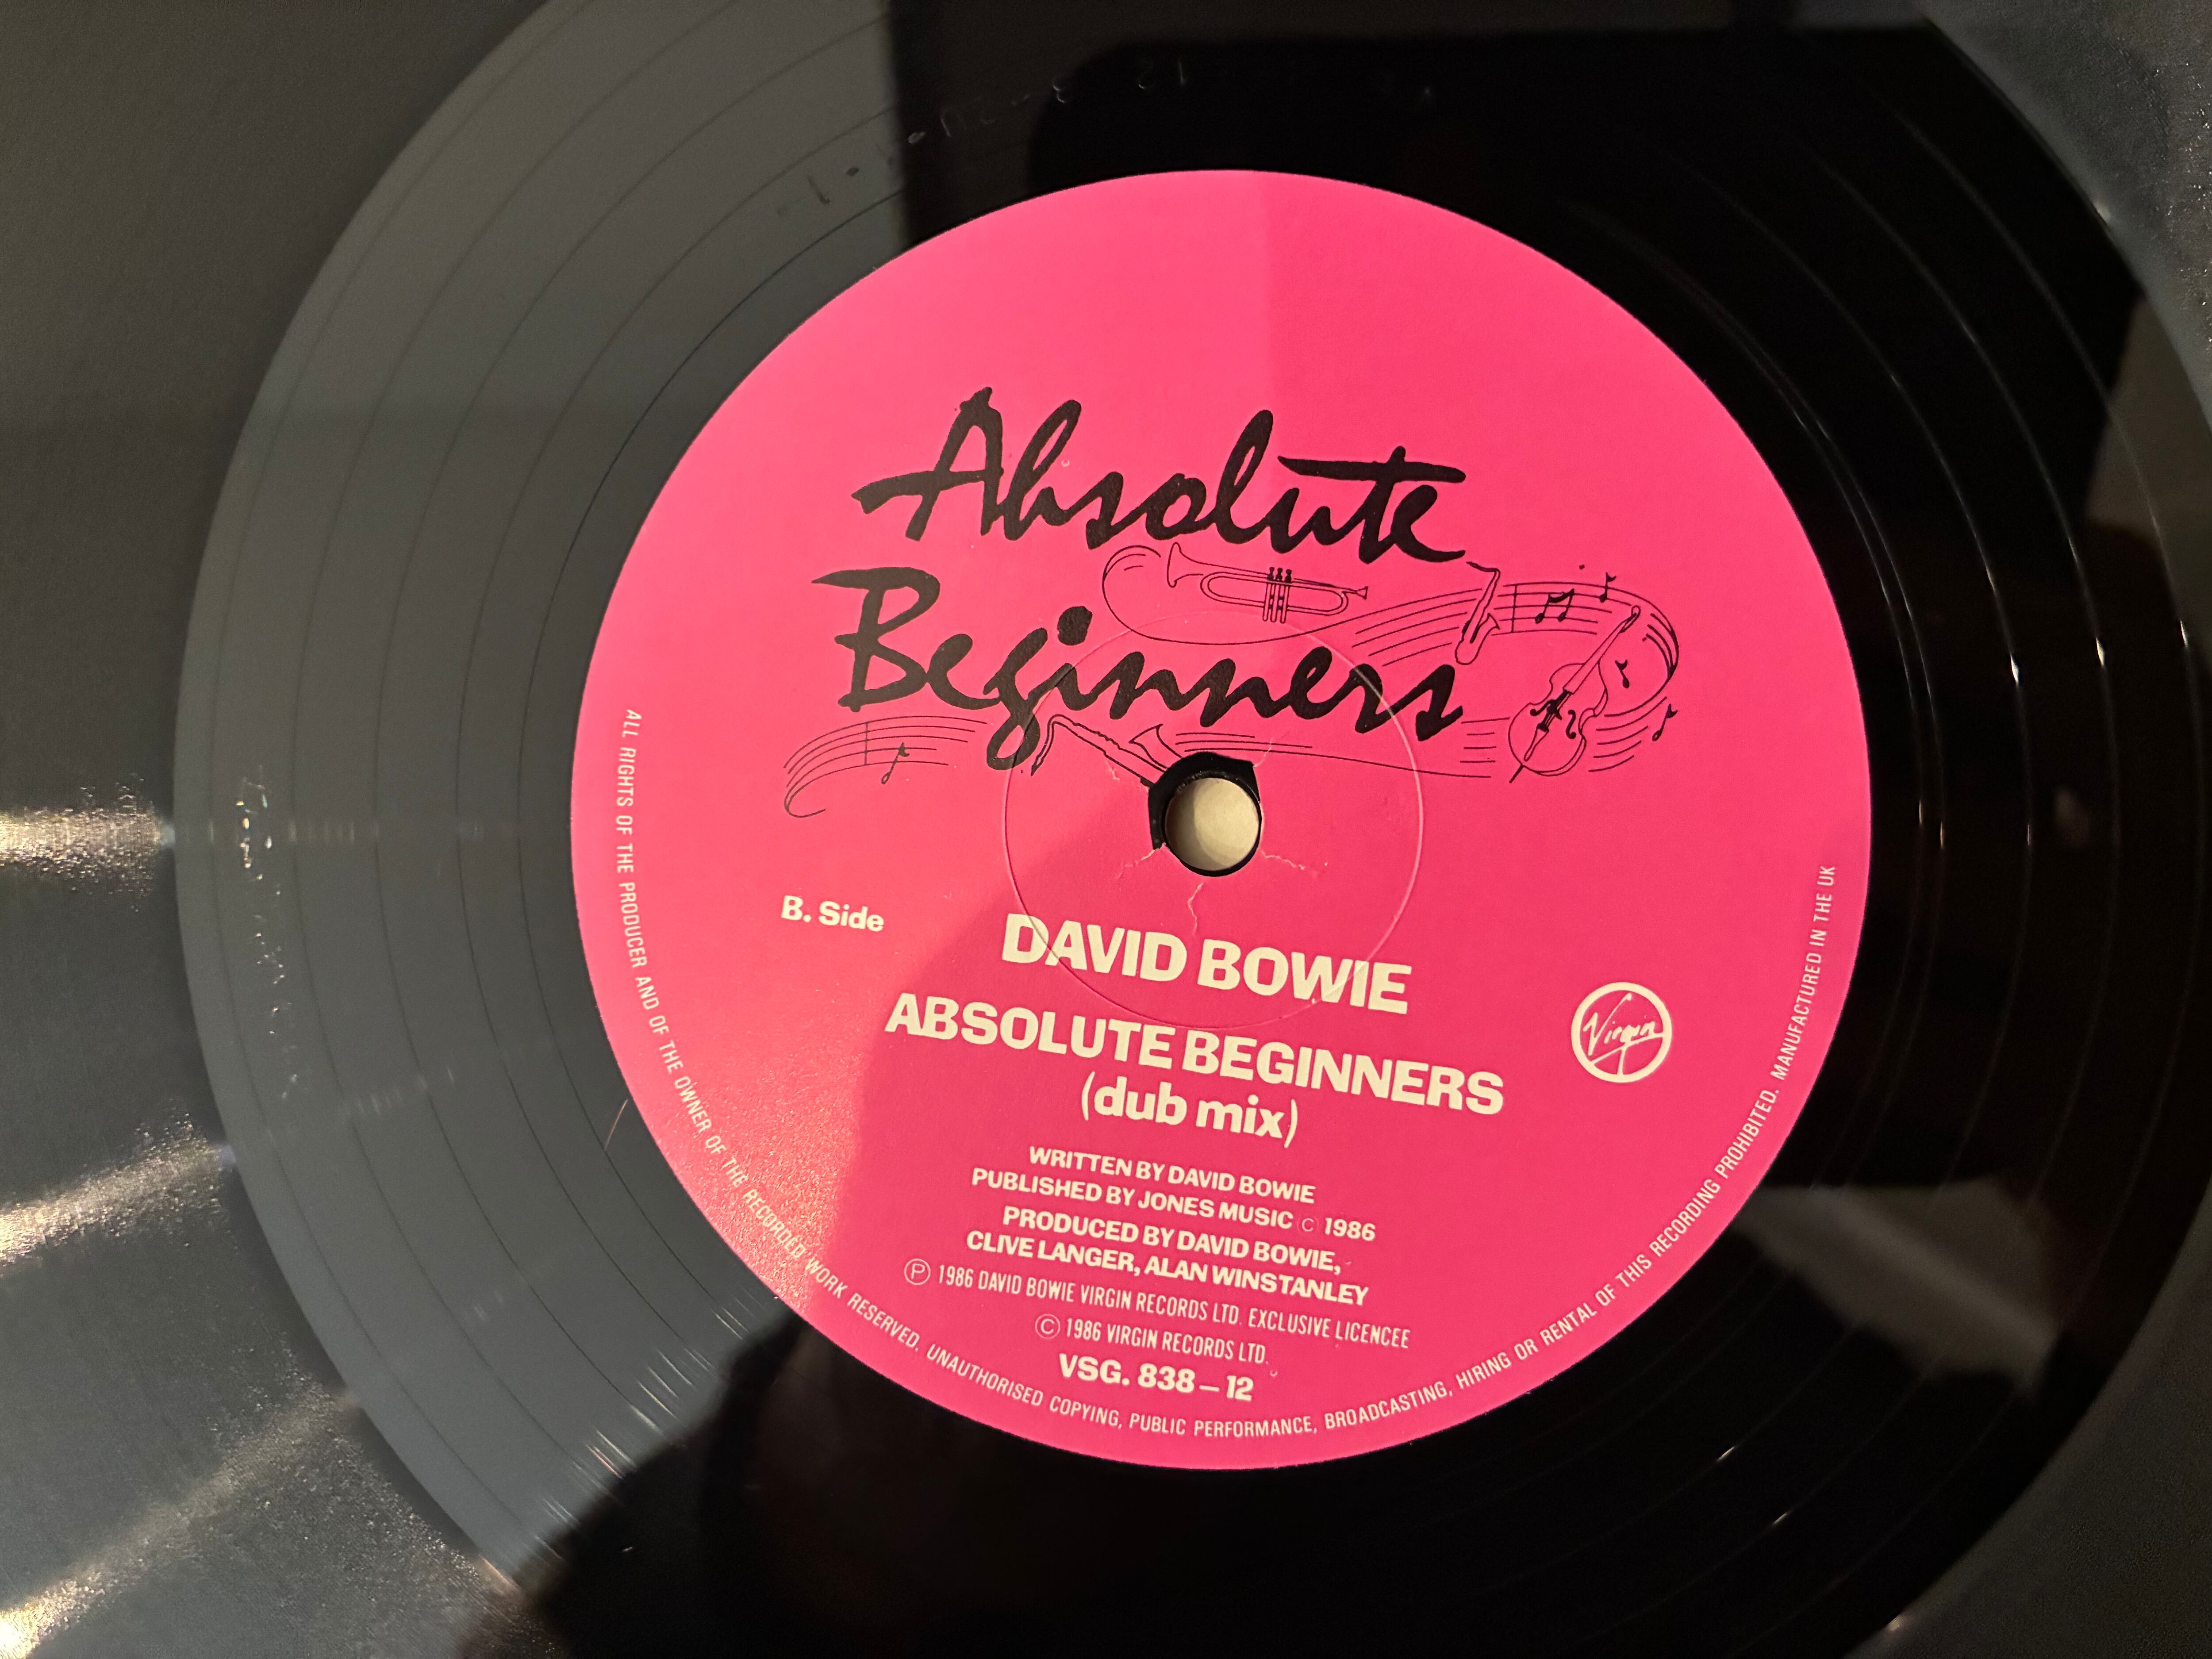 Absolute
Beginners
B. Side
DAVID BOWIE
ABSOLUTE BEGINNERS
(dub mix)
Virgin
WRITTEN BY DAVID BOWIE
PUBLISHED BY JONES MUSIC © 1986
PRODUCED BY DAVID BOWIE,
CLIVE LANGER, ALAN WINSTANLEY
℗ 1986 DAVID BOWIE VIRGIN RECORDS LTD. EXCLUSIVE LICENCEE
© 1986 VIRGIN RECORDS LTD.
VSG. 838 – 12
ALL RIGHTS OF THE PRODUCER AND OF THE OWNER OF THE RECORDED WORK RESERVED. UNAUTHORISED COPYING, PUBLIC PERFORMANCE, BROADCASTING, HIRING OR RENTAL OF THIS RECORDING PROHIBITED. MANUFACTURED IN THE UK